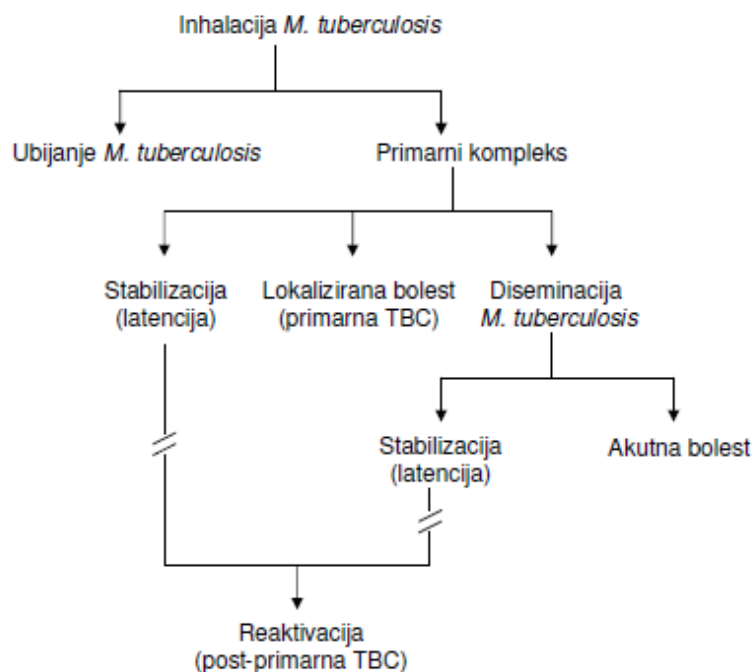 Inhalacija M. tuberculosis
Ubijanje M. tuberculosis
Primarni kompleks
Stabilizacija
(latencija)
Lokalizirana bolest
(primarna TBC)
Diseminacija
M. tuberculosis
Stabilizacija
(latencija)
Akutna bolest
Reaktivacija
(post-primarna TBC)